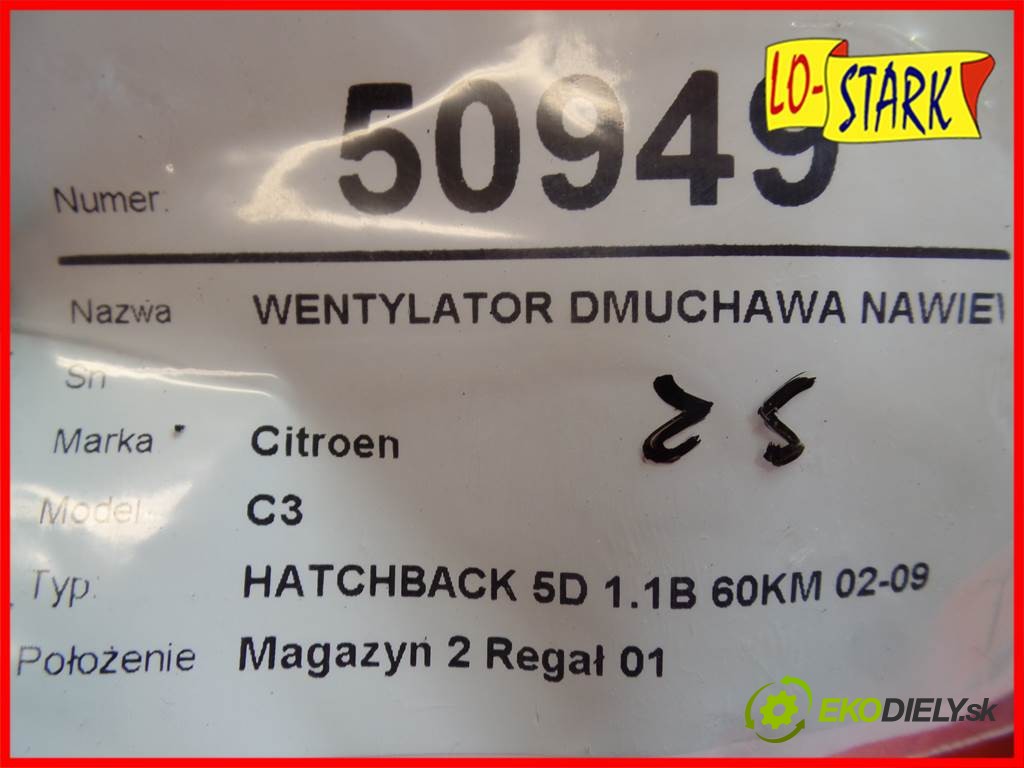 LO-STARK
Numer: 50949
Nazwa WENTYLATOR DMUCHAWA NAWIEW
Sn
Marka Citroen
Model C3
Typ: HATCHBACK 5D 1.1B 60KM 02-09
Położenie Magazyn 2 Regał 01
EKODIELY.sk